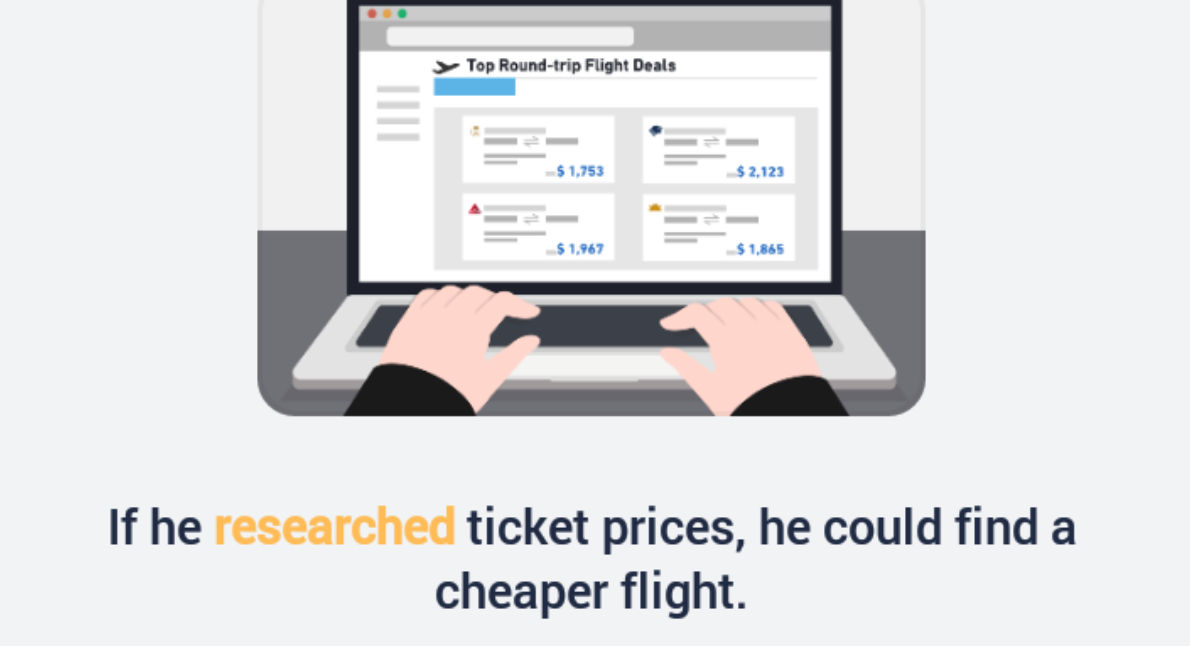 Top Round-trip Flight Deals
$ 1,753
$ 2,123
$ 1,967
$ 1,865
If he researched ticket prices, he could find a
cheaper flight.